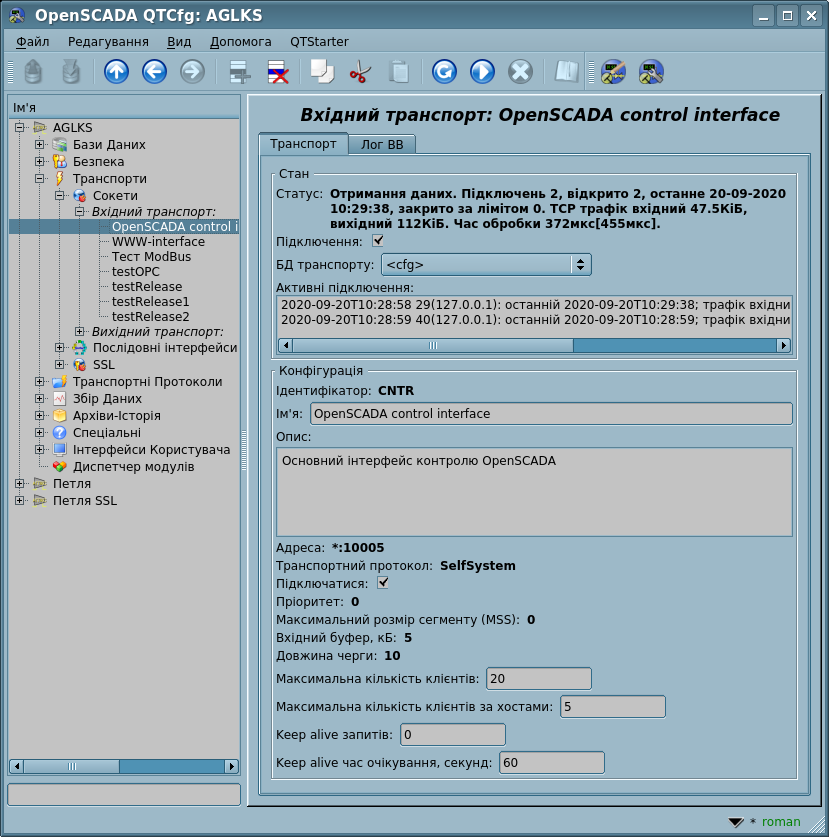 OpenSCADA QTCfg: AGLKS
Файл Редагування Вид Допомога QTStarter
Ім'я
AGLKS
Бази Даних
Безпека
Транспорти
Сокети
Вхідний транспорт:
OpenSCADA control i
WWW-interface
Тест ModBus
testOPC
testRelease
testRelease1
testRelease2
Вихідний транспорт:
Послідовні інтерфейси
SSL
Транспортні Протоколи
Збір Даних
Архіви-Історія
Спеціальні
Інтерфейси Користувача
Диспетчер модулів
Петля
Петля SSL
Вхідний транспорт: OpenSCADA control interface
Транспорт Лог ВВ
Стан
Статус: Отримання даних. Підключень 2, відкрито 2, останне 20-09-2020
10:29:38, закрито за лімітом 0. TCP трафік вхідний 47.5КіБ,
вихідний 112КіБ. Час обробки 372мкс[455мкс].
Підключення:
БД транспорту: <cfg>
Активні підключення:
2020-09-20T10:28:58 29(127.0.0.1): останній 2020-09-20T10:29:38; трафік вхідни
2020-09-20T10:28:59 40(127.0.0.1): останній 2020-09-20T10:28:59; трафік вхідни
Конфігурація
Ідентифікатор: CNTR
Ім'я: OpenSCADA control interface
Опис:
Основний інтерфейс контролю OpenSCADA
Адреса: *:10005
Транспортний протокол: SelfSystem
Підключатися:
Пріоритет: 0
Максимальний розмір сегменту (MSS): 0
Вхідний буфер, кБ: 5
Довжина черги: 10
Максимальна кількість клієнтів: 20
Максимальна кількість клієнтів за хостами: 5
Keep alive запитів: 0
Keep alive час очікування, секунд: 60
* roman